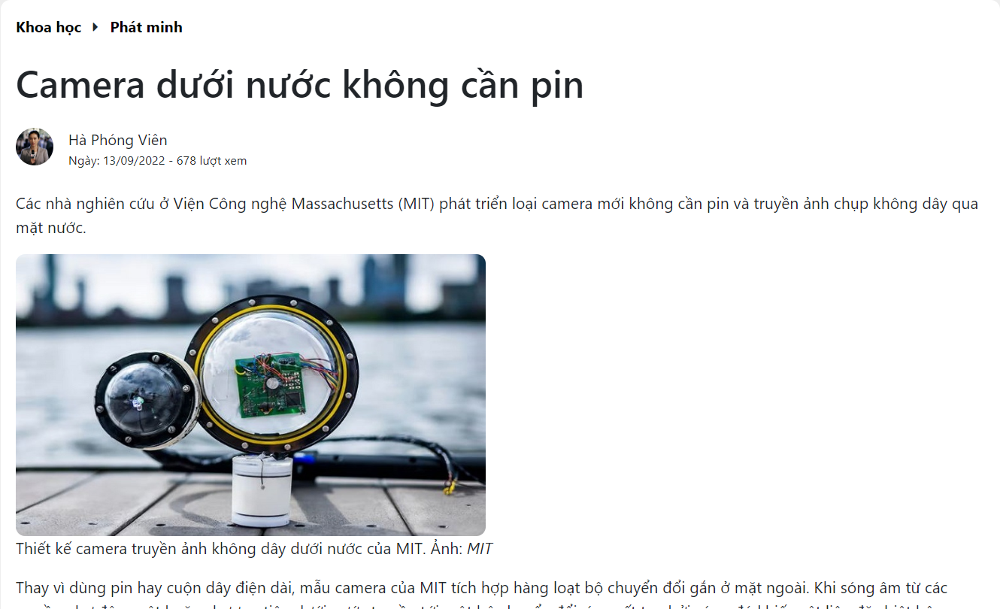 Khoa học Phát minh
Camera dưới nước không cần pin
Hà Phóng Viên
Ngày: 13/09/2022 - 678 lượt xem
Các nhà nghiên cứu ở Viện Công nghệ Massachusetts (MIT) phát triển loại camera mới không cần pin và truyền ảnh chụp không dây qua
mặt nước.
Thiết kế camera truyền ảnh không dây dưới nước của MIT. Ảnh: MIT
Thay vì dùng pin hay cuộn dây điện dài, mẫu camera của MIT tích hợp hàng loạt bộ chuyển đổi gắn ở mặt ngoài. Khi sóng âm từ các